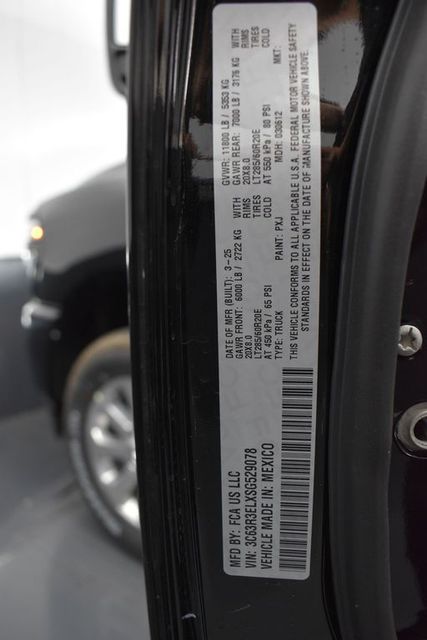 MFD BY: FCA US LLC
VIN: 3C63R3ELXSG529078
VEHICLE MADE IN: MEXICO
DATE OF MFR (BUILT): 3-25 GVWR: 11800 LB / 5353 KG
GAWR FRONT: 6000 LB / 2722 KG WITH GAWR REAR: 7000 LB / 3176 KG WITH
20X8.0 RIMS 20X8.0 RIMS
LT285/60R20E TIRES LT285/60R20E TIRES
AT 450 kPa / 65 PSI COLD AT 550 kPa / 80 PSI COLD
TYPE: TRUCK PAINT: PXJ MDH: 030612 MKT:
THIS VEHICLE CONFORMS TO ALL APPLICABLE U.S.A. FEDERAL MOTOR VEHICLE SAFETY
STANDARDS IN EFFECT ON THE DATE OF MANUFACTURE SHOWN ABOVE.